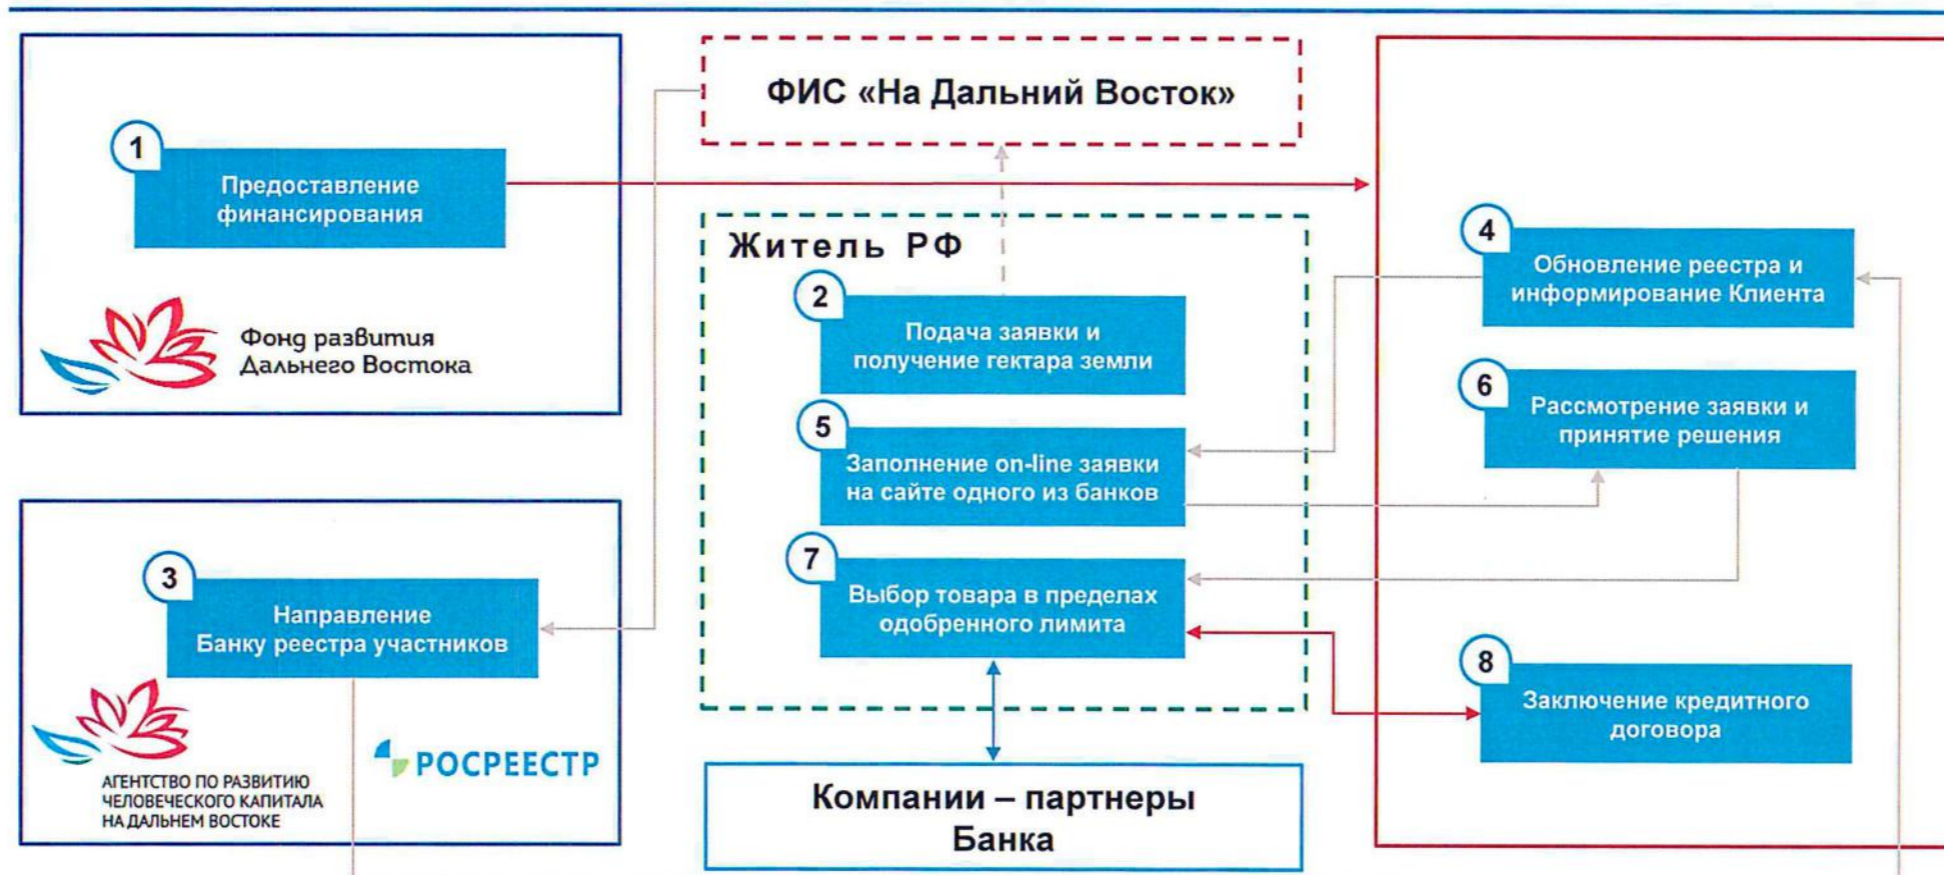 ФИС «На Дальний Восток»
1
Предоставление
финансирования
Фонд развития
Дальнего Востока
Житель РФ
2
Подача заявки и
получение гектара земли
5
Заполнение on-line заявки
на сайте одного из банков
7
Выбор товара в пределах
одобренного лимита
4
Обновление реестра и
информирование Клиента
6
Рассмотрение заявки и
принятие решения
8
Заключение кредитного
договора
3
Направление
Банку реестра участников
АГЕНТСТВО ПО РАЗВИТИЮ
ЧЕЛОВЕЧЕСКОГО КАПИТАЛА
НА ДАЛЬНЕМ ВОСТОКЕ
РОСРЕЕСТР
Компании – партнеры
Банка